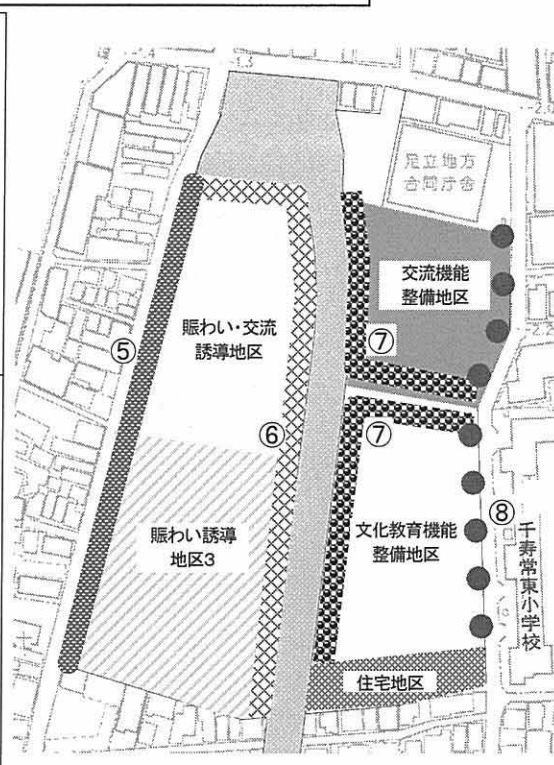 足立地方
合同庁舎
交流機能
整備地区
賑わい・交流
誘導地区
⑤
⑦
⑥
⑦
賑わい誘導
地区3
文化教育機能
整備地区
⑧
千寿常東小学校
住宅地区